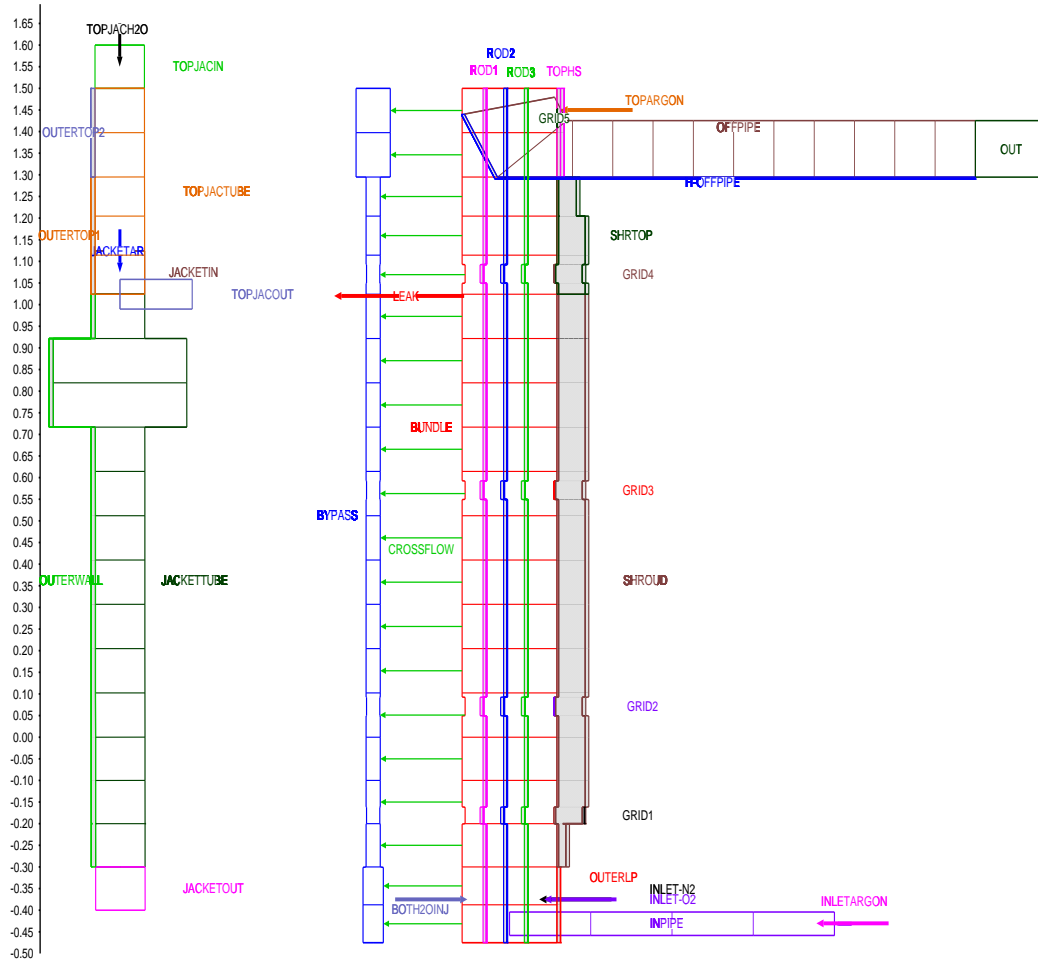 1.65
1.60
1.55
1.50
1.45
1.40
1.35
1.30
1.25
1.20
1.15
1.10
1.05
1.00
0.95
0.90
0.85
0.80
0.75
0.70
0.65
0.60
0.55
0.50
0.45
0.40
0.35
0.30
0.25
0.20
0.15
0.10
0.05
0.00
-0.05
-0.10
-0.15
-0.20
-0.25
-0.30
-0.35
-0.40
-0.45
-0.50
TOPJACH2O
TOPJACIN
OUTERTOP2
TOPJACTUBE
OUTERTOP1
JACKETAR
JACKETIN
TOPJACOUT
OUTERWALL
JACKETTUBE
JACKETOUT
ROD2
ROD1
ROD3
TOPHS
TOPARGON
GRID5
OFFPIPE
OUT
H-OFFPIPE
SHRTOP
GRID4
LEAK
BUNDLE
GRID3
BYPASS
CROSSFLOW
SHROUD
GRID2
GRID1
OUTERLP
INLET-N2
INLET-O2
BOTH2OINJ
INPIPE
INLETARGON